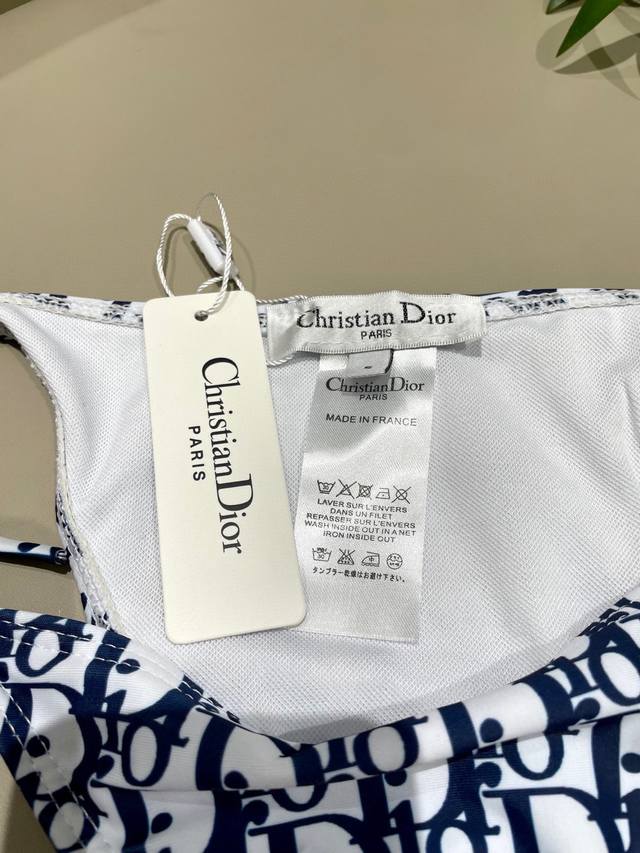 Christian Dior
PARIS
-
Christian Dior
PARIS
MADE IN FRANCE
LAVER SUR L'ENVERS
DANS UN FILET
REPASSER SUR L'ENVERS
WASH INSIDE OUT IN A NET
IRON INSIDE OUT
タンブラー乾燥はお避け下さい。
Christian Dior
PARIS
Dior
Dior